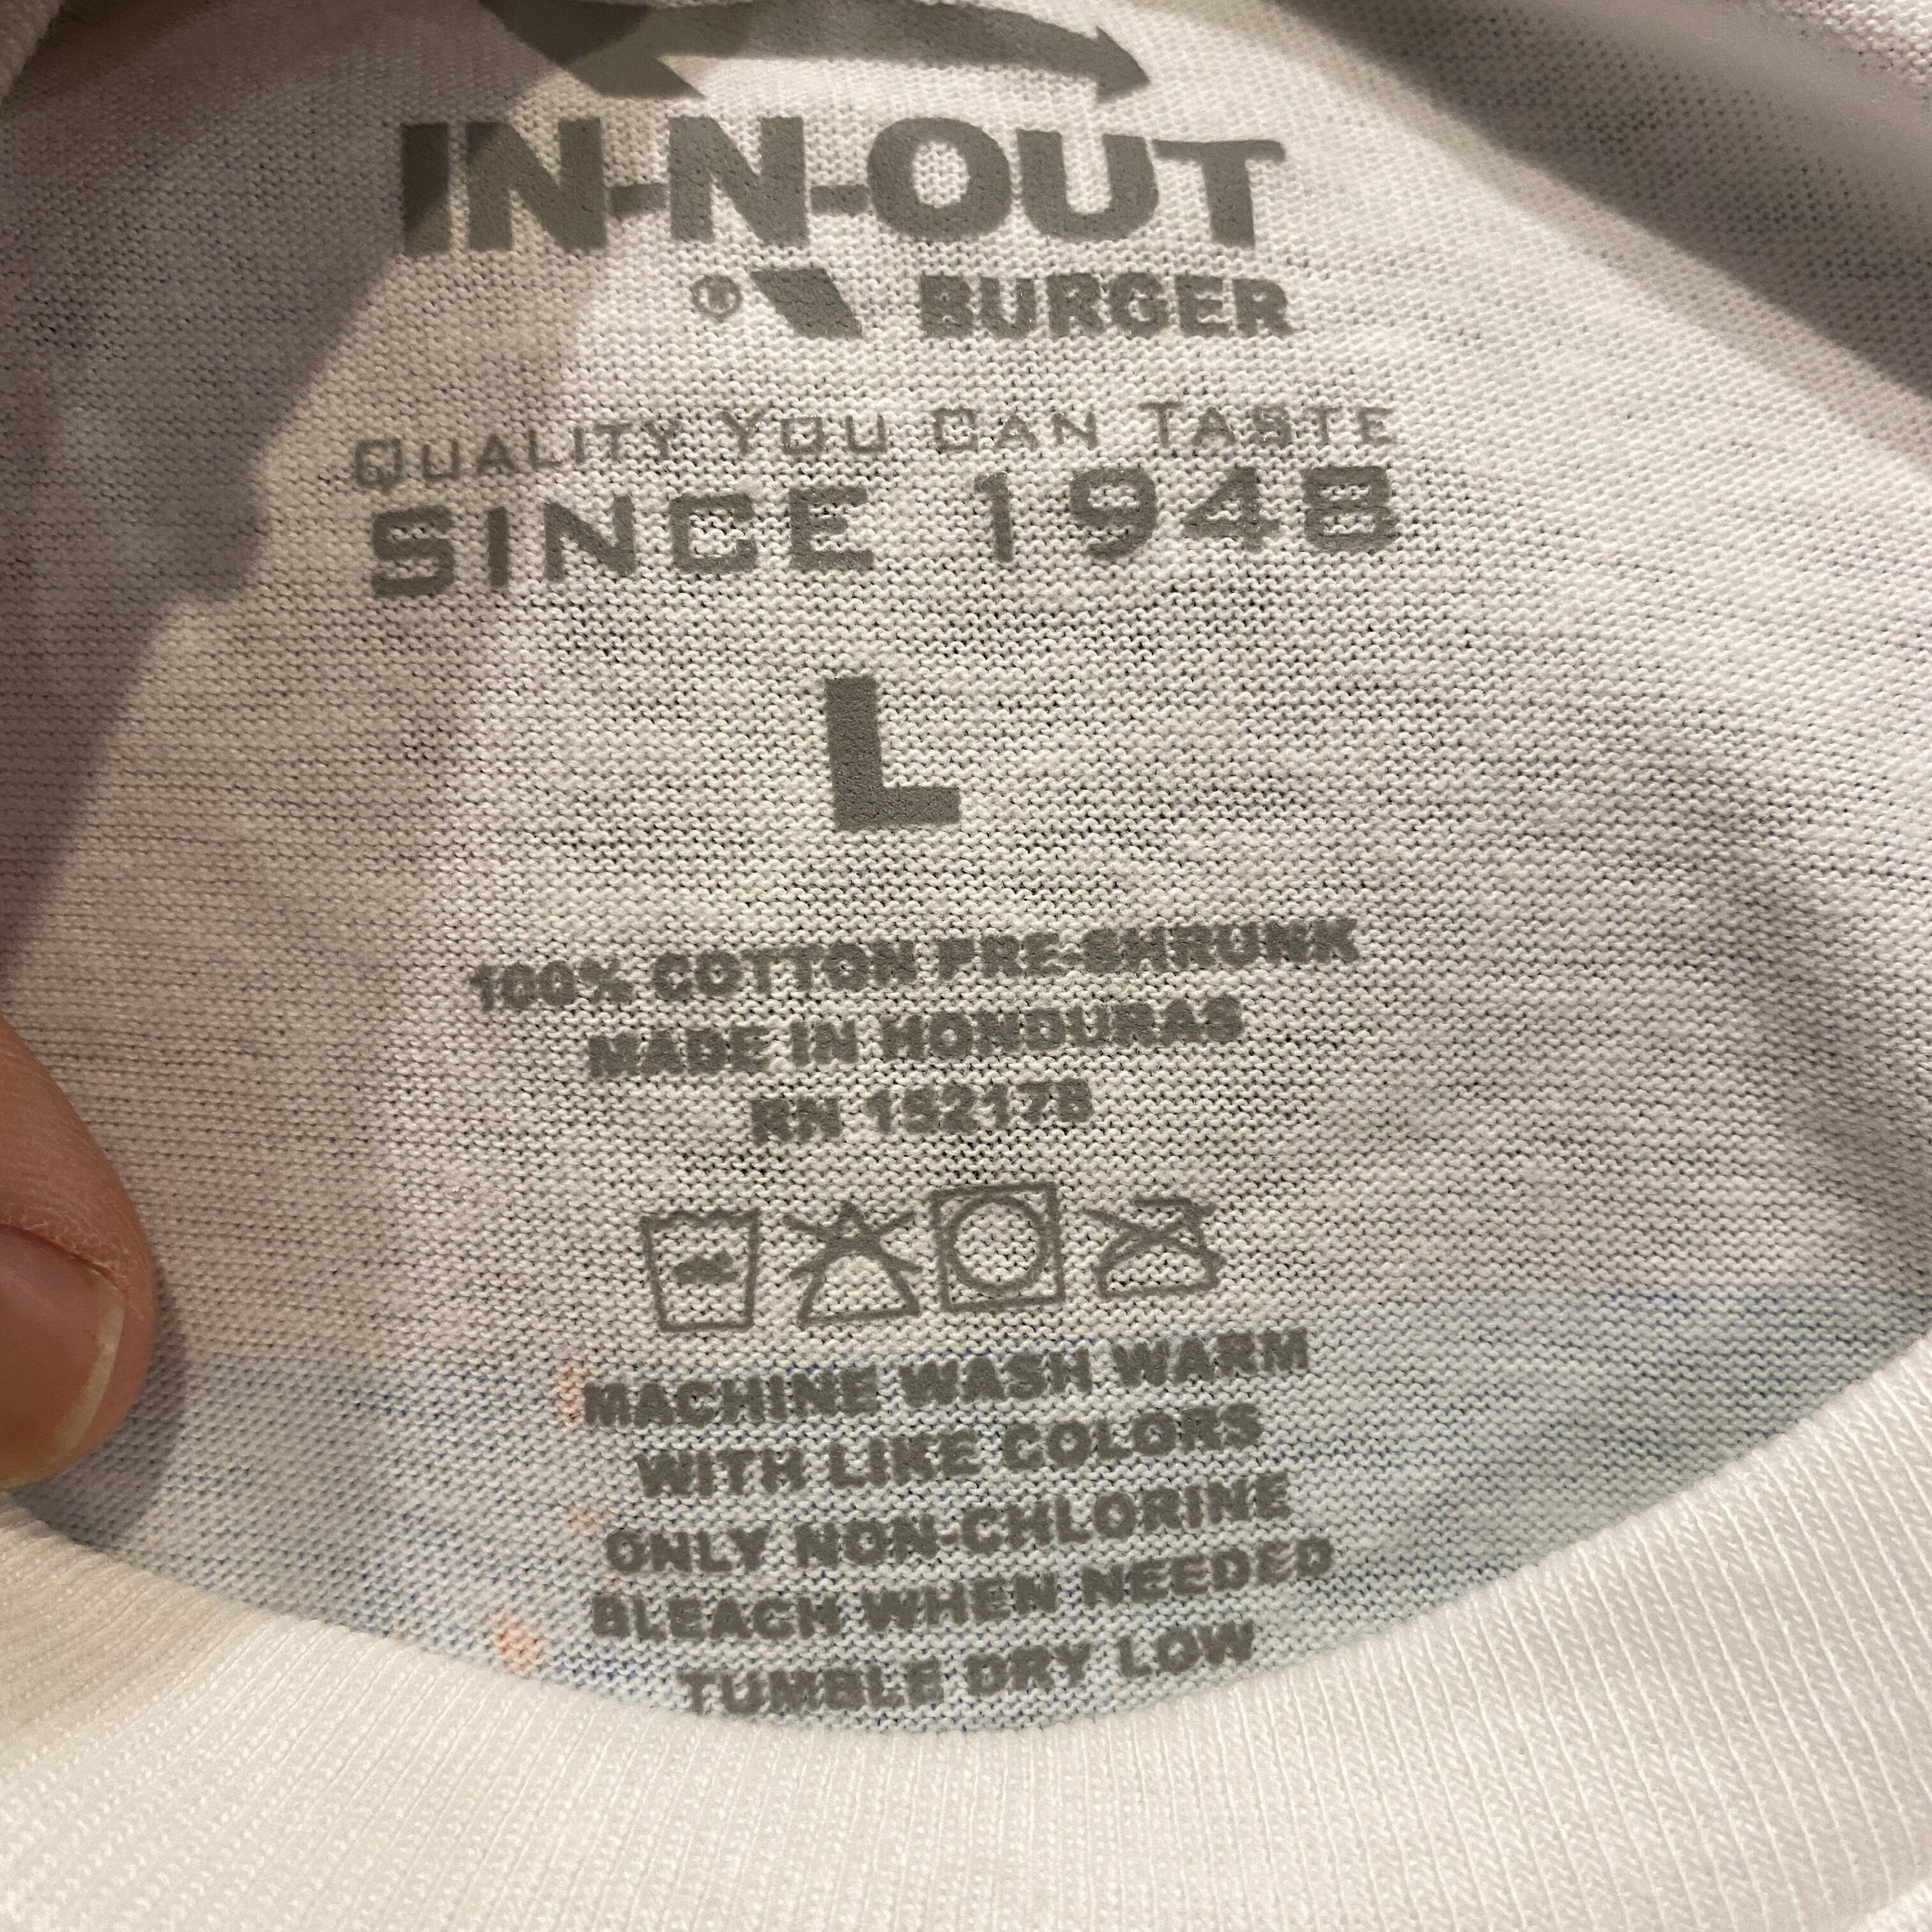 IN-N-OUT
® BURGER
QUALITY YOU CAN TASTE
SINCE 1948
L
100% COTTON PRE-SHRUNK
MADE IN HONDURAS
RN 152178
MACHINE WASH WARM
WITH LIKE COLORS
ONLY NON-CHLORINE
BLEACH WHEN NEEDED
TUMBLE DRY LOW